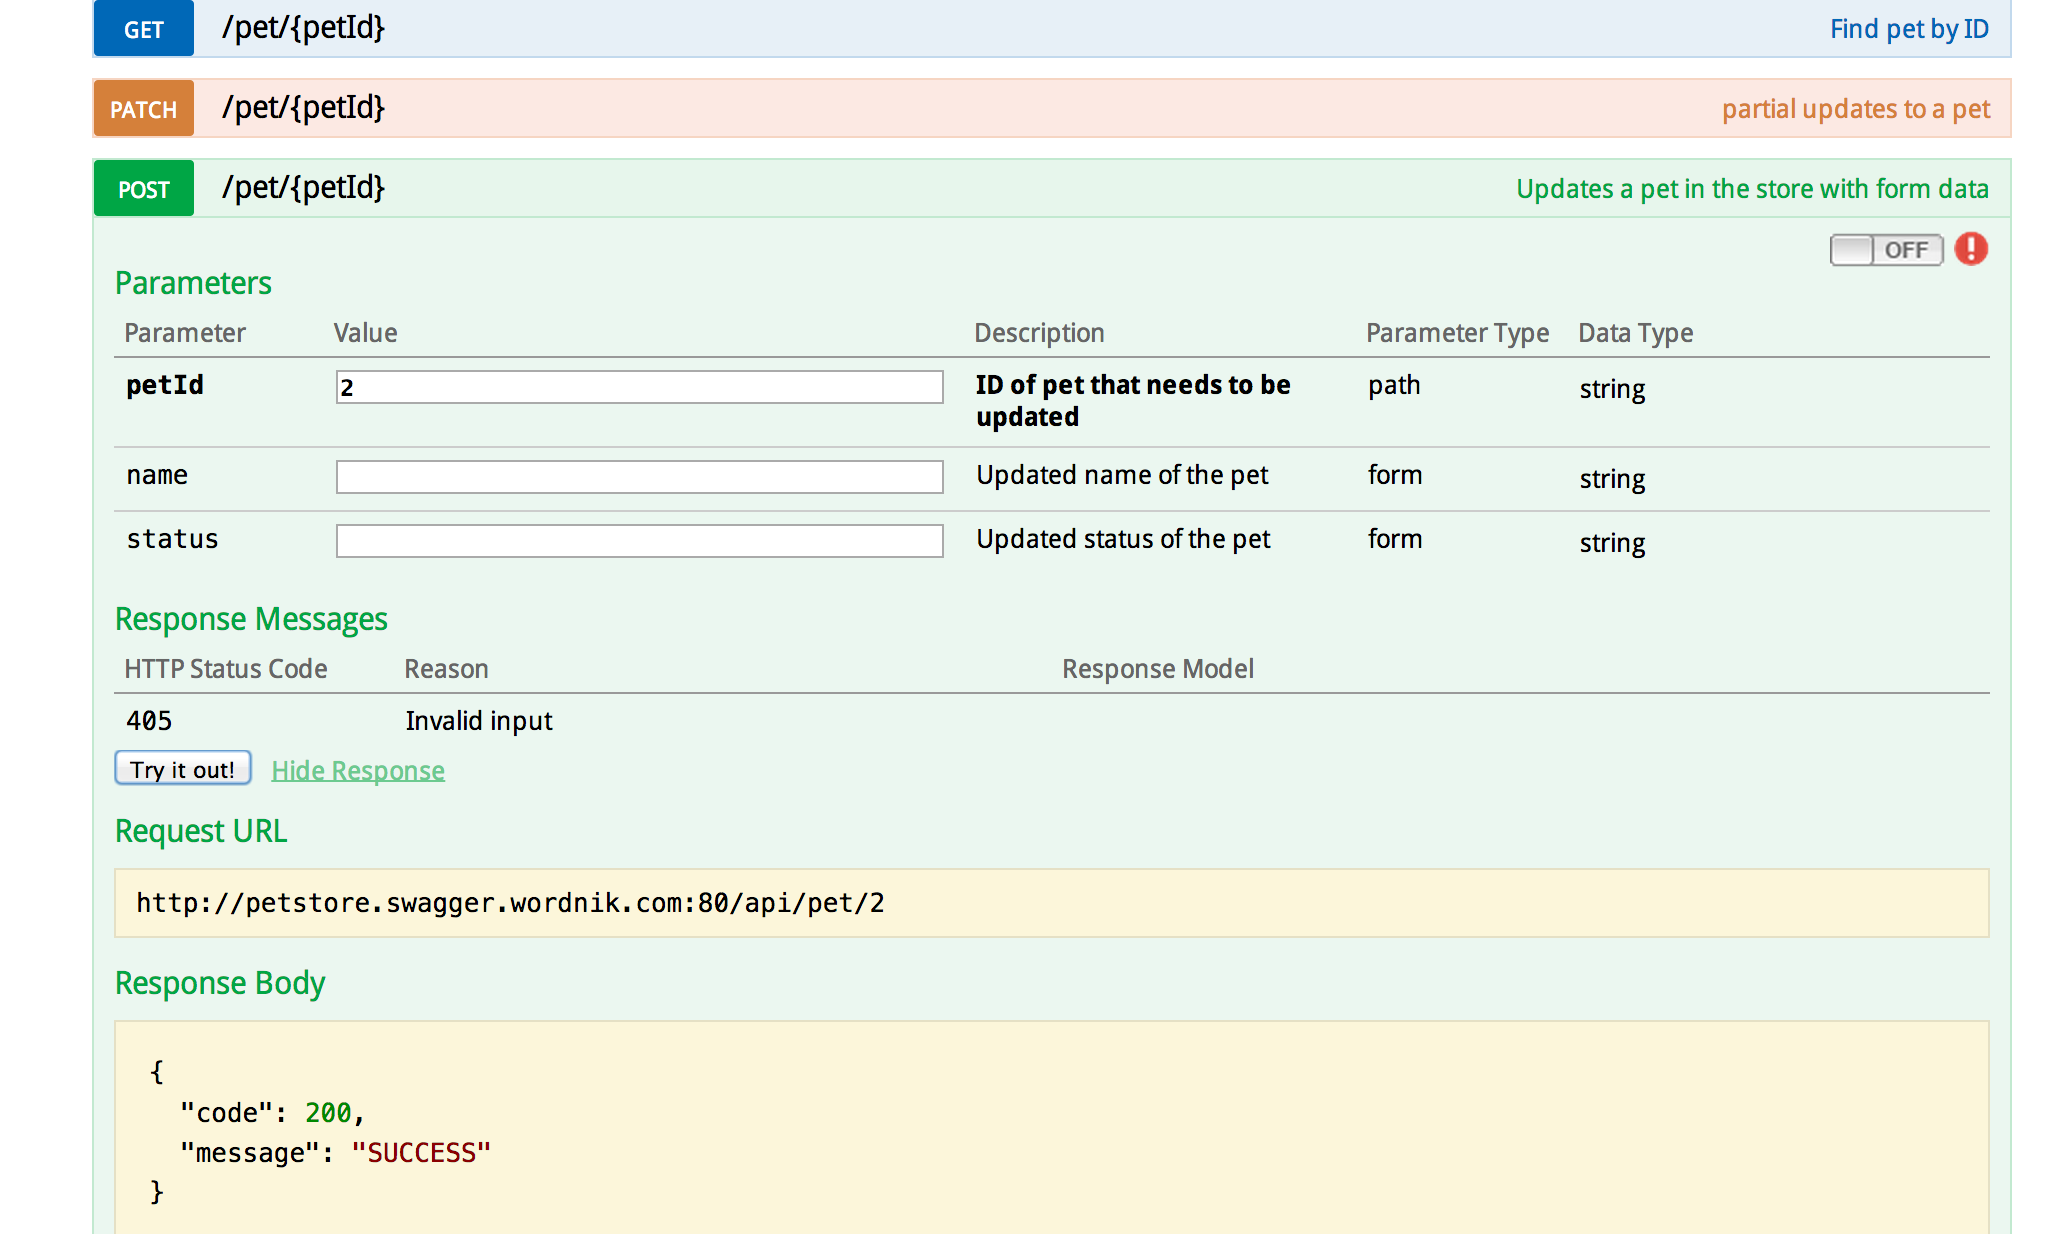 GET /pet/{petId} Find pet by ID
PATCH /pet/{petId} partial updates to a pet
POST /pet/{petId} Updates a pet in the store with form data
OFF !
Parameters
Parameter Value Description Parameter Type Data Type
petId 2 ID of pet that needs to be path string
updated
name Updated name of the pet form string
status Updated status of the pet form string
Response Messages
HTTP Status Code Reason Response Model
405 Invalid input
Try it out! Hide Response
Request URL
http://petstore.swagger.wordnik.com:80/api/pet/2
Response Body
{
"code": 200,
"message": "SUCCESS"
}